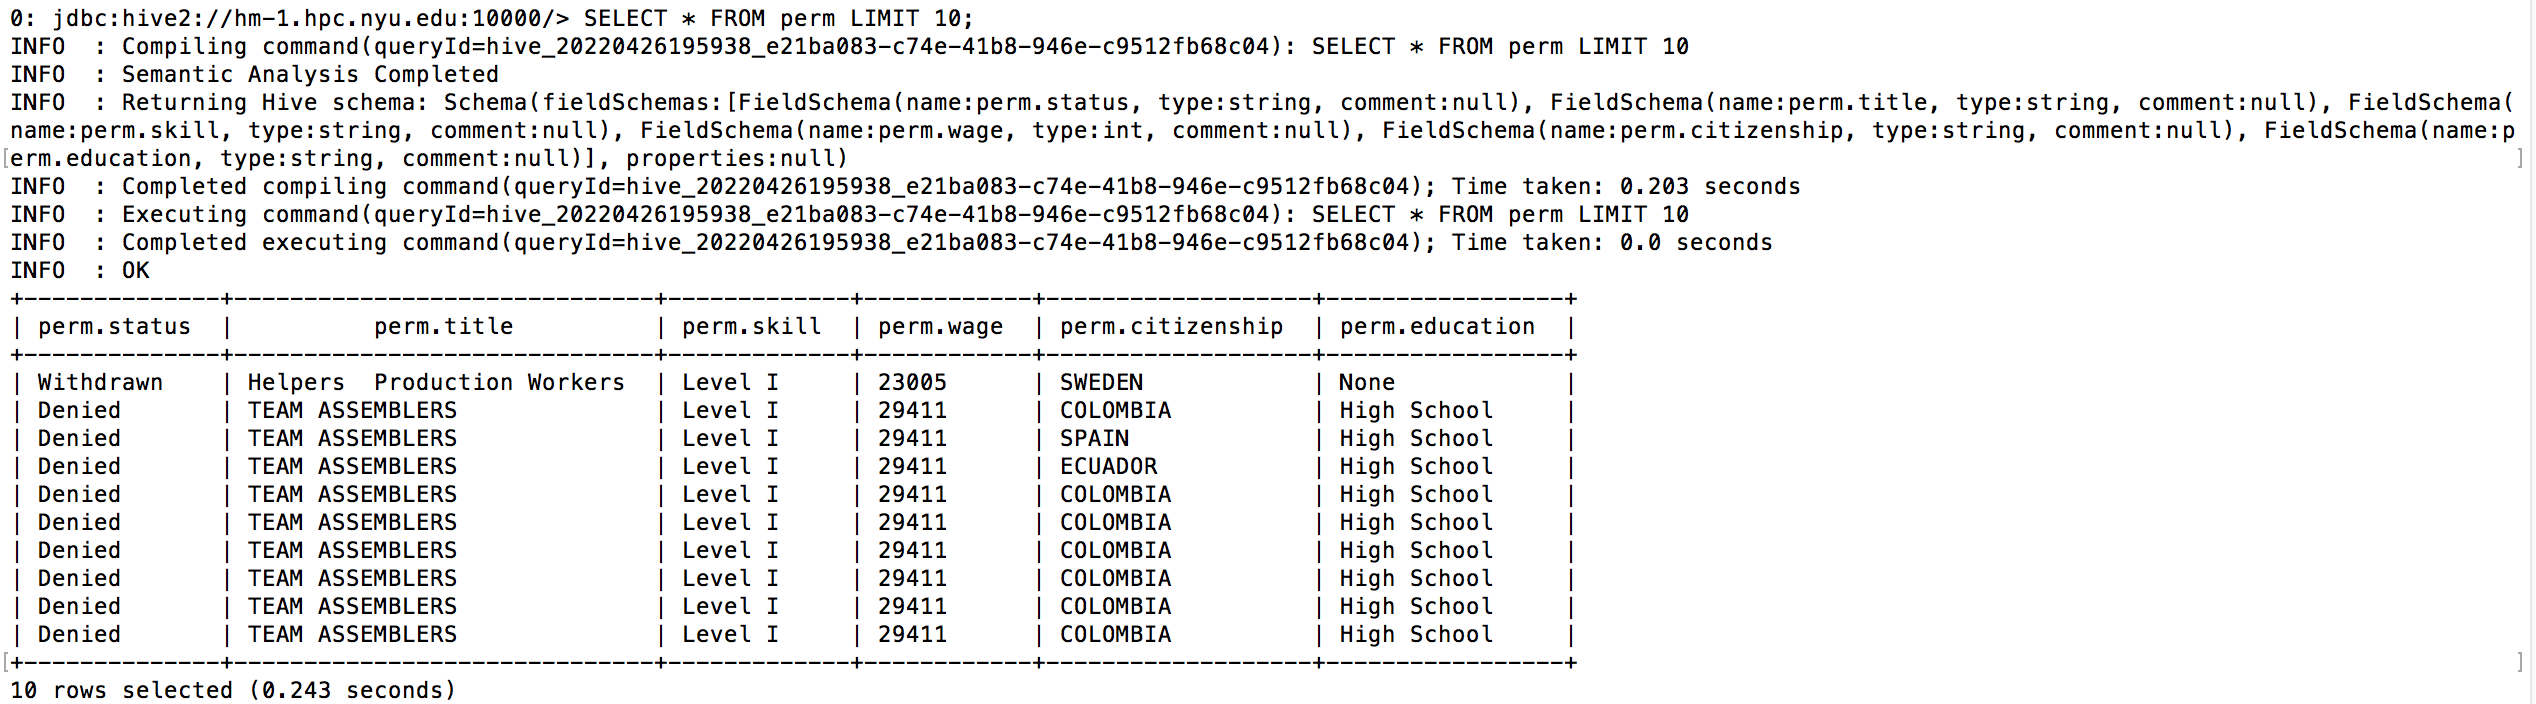 0: jdbc:hive2://hm-1.hpc.nyu.edu:10000/> SELECT * FROM perm LIMIT 10;
INFO  : Compiling command(queryId=hive_20220426195938_e21ba083-c74e-41b8-946e-c9512fb68c04): SELECT * FROM perm LIMIT 10
INFO  : Semantic Analysis Completed
INFO  : Returning Hive schema: Schema(fieldSchemas:[FieldSchema(name:perm.status, type:string, comment:null), FieldSchema(name:perm.title, type:string, comment:null), FieldSchema(
name:perm.skill, type:string, comment:null), FieldSchema(name:perm.wage, type:int, comment:null), FieldSchema(name:perm.citizenship, type:string, comment:null), FieldSchema(name:p
[erm.education, type:string, comment:null)], properties:null) ]
INFO  : Completed compiling command(queryId=hive_20220426195938_e21ba083-c74e-41b8-946e-c9512fb68c04); Time taken: 0.203 seconds
INFO  : Executing command(queryId=hive_20220426195938_e21ba083-c74e-41b8-946e-c9512fb68c04): SELECT * FROM perm LIMIT 10
INFO  : Completed executing command(queryId=hive_20220426195938_e21ba083-c74e-41b8-946e-c9512fb68c04); Time taken: 0.0 seconds
INFO  : OK
+--------------+------------------------------+-------------+------------+-------------------+-----------------+
| perm.status  |          perm.title          | perm.skill  | perm.wage  | perm.citizenship  | perm.education  |
+--------------+------------------------------+-------------+------------+-------------------+-----------------+
| Withdrawn    | Helpers  Production Workers  | Level I     | 23005      | SWEDEN            | None            |
| Denied       | TEAM ASSEMBLERS              | Level I     | 29411      | COLOMBIA          | High School     |
| Denied       | TEAM ASSEMBLERS              | Level I     | 29411      | SPAIN             | High School     |
| Denied       | TEAM ASSEMBLERS              | Level I     | 29411      | ECUADOR           | High School     |
| Denied       | TEAM ASSEMBLERS              | Level I     | 29411      | COLOMBIA          | High School     |
| Denied       | TEAM ASSEMBLERS              | Level I     | 29411      | COLOMBIA          | High School     |
| Denied       | TEAM ASSEMBLERS              | Level I     | 29411      | COLOMBIA          | High School     |
| Denied       | TEAM ASSEMBLERS              | Level I     | 29411      | COLOMBIA          | High School     |
| Denied       | TEAM ASSEMBLERS              | Level I     | 29411      | COLOMBIA          | High School     |
| Denied       | TEAM ASSEMBLERS              | Level I     | 29411      | COLOMBIA          | High School     |
[+--------------+------------------------------+-------------+------------+-------------------+-----------------+ ]
10 rows selected (0.243 seconds)